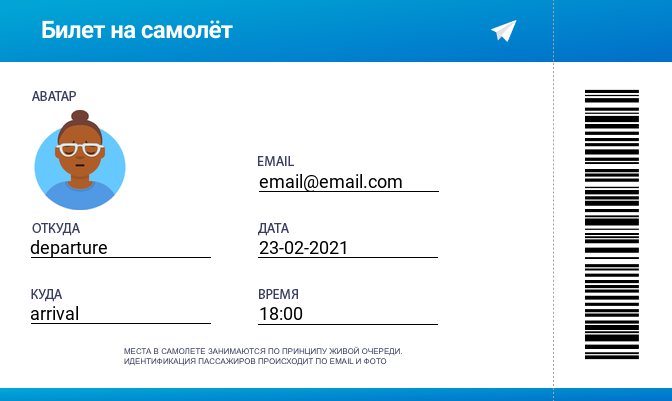 Билет на самолёт
АВАТАР
EMAIL
email@email.com
ОТКУДА
departure
ДАТА
23-02-2021
КУДА
arrival
ВРЕМЯ
18:00
МЕСТА В САМОЛЕТЕ ЗАНИМАЮТСЯ ПО ПРИНЦИПУ ЖИВОЙ ОЧЕРЕДИ.
ИДЕНТИФИКАЦИЯ ПАССАЖИРОВ ПРОИСХОДИТ ПО EMAIL И ФОТО